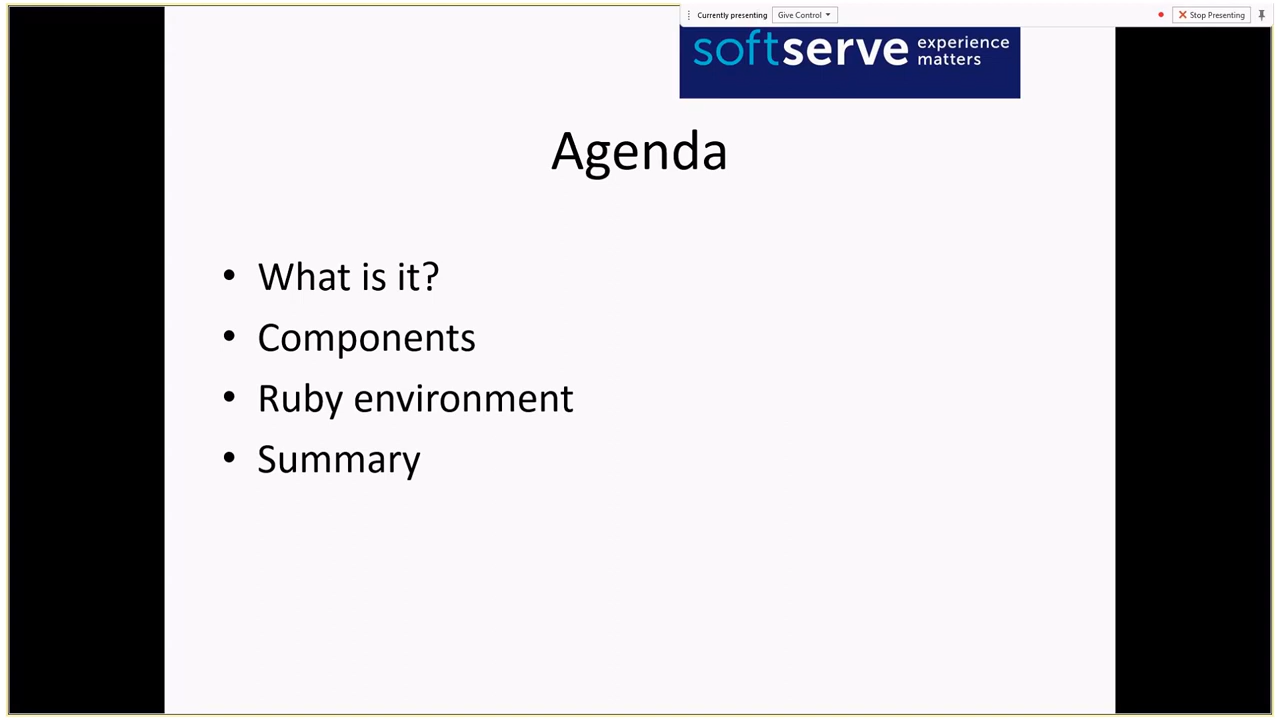 Currently presenting Give Control Stop Presenting
softserve experience matters
Agenda
• What is it?
• Components
• Ruby environment
• Summary